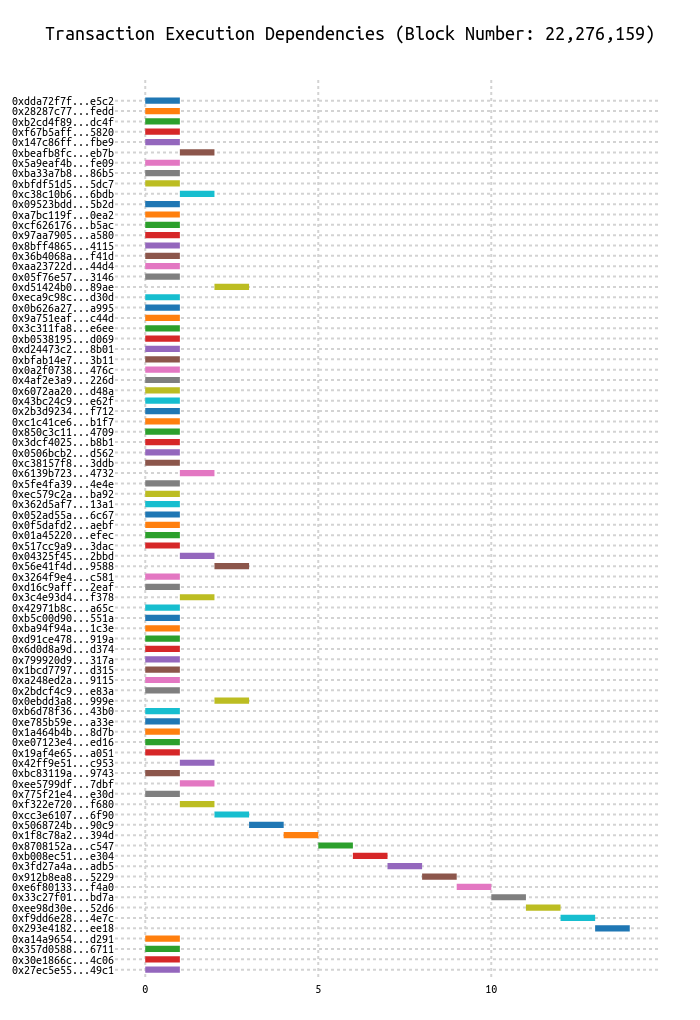 Transaction Execution Dependencies (Block Number: 22,276,159)
0xdda72f7f...e5c2
0x28287c77...fedd
0xb2cd4f89...dc4f
0xf67b5aff...5820
0x147c86ff...fbe9
0xbeafb8fc...eb7b
0x5a9eaf4b...fe09
0xba33a7b8...86b5
0xbfdf51d5...5dc7
0xc38c10b6...6bdb
0x09523bdd...5b2d
0xa7bc119f...0ea2
0xcf626176...b5ac
0x97aa7905...a580
0x8bff4865...4115
0x36b4068a...f41d
0xaa23722d...44d4
0x05f76e57...3146
0xd51424b0...89ae
0xeca9c98c...d30d
0x0b626a27...a995
0x9a751eaf...c44d
0x3c311fa8...e6ee
0xb0538195...d069
0xd24473c2...8b01
0xbfab14e7...3b11
0x0a2f0738...476c
0x4af2e3a9...226d
0x6072aa20...d48a
0x43bc24c9...e62f
0x2b3d9234...f712
0xc1c41ce6...b1f7
0x850c3c11...4709
0x3dcf4025...b8b1
0x0506bcb2...d562
0xc38157f8...3ddb
0x6139b723...4732
0x5fe4fa39...4e4e
0xec579c2a...ba92
0x362d5af7...13a1
0x052ad55a...6c67
0x0f5dafd2...aebf
0x01a45220...efec
0x517cc9a9...3dac
0x04325f45...2bbd
0x56e41f4d...9588
0x3264f9e4...c581
0xd16c9aff...2eaf
0x3c4e93d4...f378
0x42971b8c...a65c
0xb5c00d90...551a
0xba94f94a...1c3e
0xd91ce478...919a
0x6d0d8a9d...d374
0x799920d9...317a
0x1bcd7797...d315
0xa248ed2a...9115
0x2bdcf4c9...e83a
0x0ebdd3a8...999e
0xb6d78f36...43b0
0xe785b59e...a33e
0x1a464b4b...8d7b
0xe07123e4...ed16
0x19af4e65...a051
0x42ff9e51...c953
0xbc83119a...9743
0xee5799df...7dbf
0x775f21e4...e30d
0xf322e720...f680
0xcc3e6107...6f90
0x5068724b...90c9
0x1f8c78a2...394d
0x8708152a...c547
0xb008ec51...e304
0x3fd27a4a...adb5
0x912b8ea8...5229
0xe6f80133...f4a0
0x33c27f01...bd7a
0xee98d30e...52d6
0xf9dd6e28...4e7c
0x293e4182...ee18
0xa14a9654...d291
0x357d0588...6711
0x30e1866c...4c06
0x27ec5e55...49c1
0 5 10